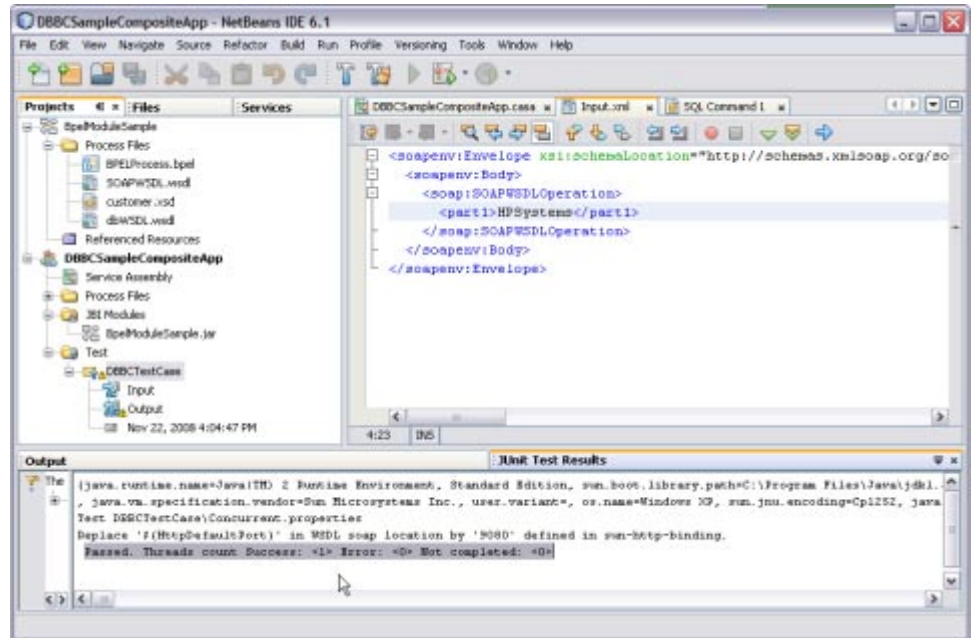 DBBCSampleCompositeApp - NetBeans IDE 6.1
File Edit View Navigate Source Refactor Build Run Profile Versioning Tools Window Help
Projects Files Services
DBBCSampleCompositeApp.casa Input.xml SQL Command 1
BpelModuleSample
Process Files
BPELProcess.bpel
SOAPWSDL.wsdl
customer.xsd
dbWSDL.wsdl
Referenced Resources
DBBCSampleCompositeApp
Service Assembly
Process Files
JBI Modules
BpelModuleSample.jar
Test
DBBCTestCase
Input
Output
Nov 22, 2008 4:04:47 PM
<soapenv:Envelope xsi:schemaLocation="http://schemas.xmlsoap.org/so
<soapenv:Body>
<soap:SOAPWSDLOperation>
<part1>HPSystems</part1>
</soap:SOAPWSDLOperation>
</soapenv:Body>
</soapenv:Envelope>
4:23 INS
Output JUnit Test Results
The
(java.runtime.name=Java(TM) 2 Runtime Environment, Standard Edition, sun.boot.library.path=C:\Program Files\Java\jdk1.
, java.vm.specification.vendor=Sun Microsystems Inc., user.variant=, os.name=Windows XP, sun.jnu.encoding=Cp1252, java
Test DBBCTestCase\Concurrent.properties
Replace '$(HttpDefaultPort)' in WSDL soap location by '9080' defined in sun-http-binding.
Passed. Threads count Success: <1> Error: <0> Not completed: <0>